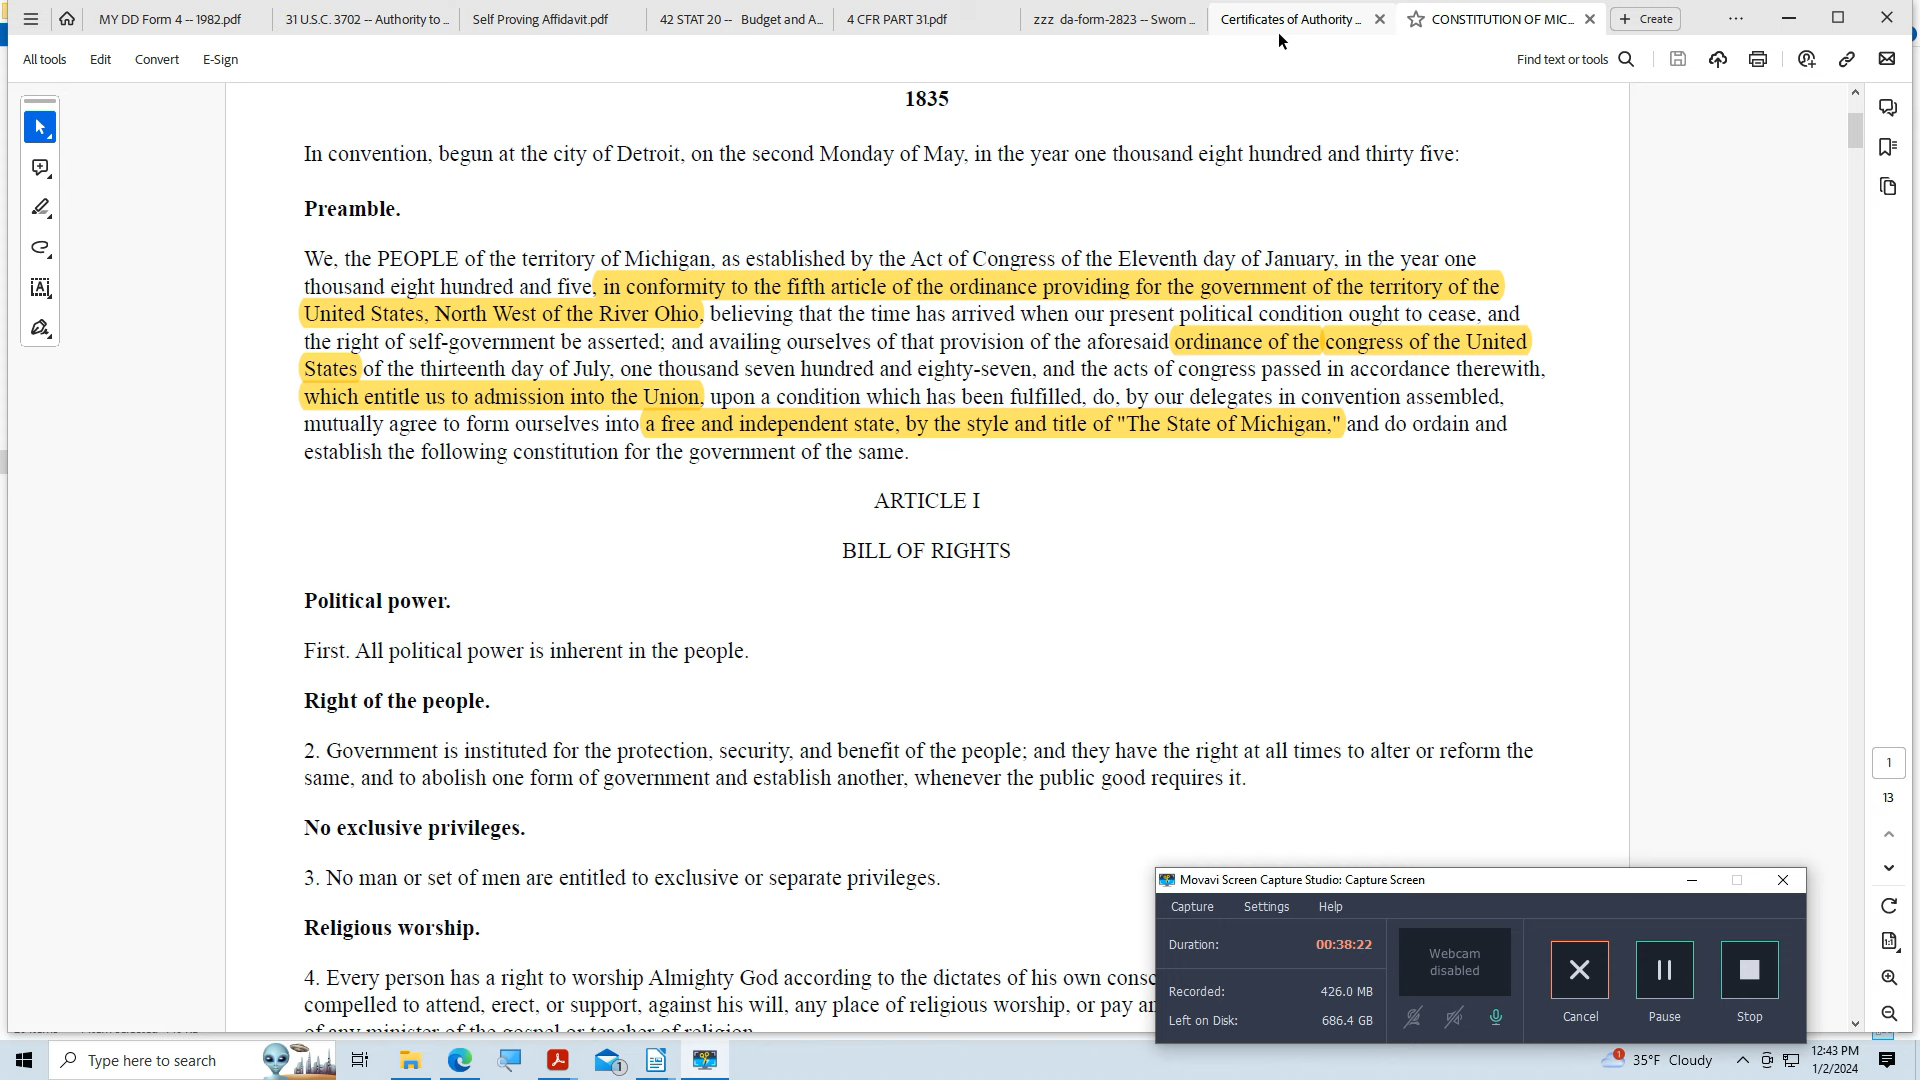 MY DD Form 4 -- 1982.pdf
31 U.S.C. 3702 -- Authority to ...
Self Proving Affidavit.pdf
42 STAT 20 -- Budget and A...
4 CFR PART 31.pdf
zzz da-form-2823 -- Sworn ...
Certificates of Authority ...
CONSTITUTION OF MIC...
Create
All tools
Edit
Convert
E-Sign
Find text or tools
1835
In convention, begun at the city of Detroit, on the second Monday of May, in the year one thousand eight hundred and thirty five:
Preamble.
We, the PEOPLE of the territory of Michigan, as established by the Act of Congress of the Eleventh day of January, in the year one
thousand eight hundred and five, in conformity to the fifth article of the ordinance providing for the government of the territory of the
United States, North West of the River Ohio, believing that the time has arrived when our present political condition ought to cease, and
the right of self-government be asserted; and availing ourselves of that provision of the aforesaid ordinance of the congress of the United
States of the thirteenth day of July, one thousand seven hundred and eighty-seven, and the acts of congress passed in accordance therewith,
which entitle us to admission into the Union, upon a condition which has been fulfilled, do, by our delegates in convention assembled,
mutually agree to form ourselves into a free and independent state, by the style and title of "The State of Michigan," and do ordain and
establish the following constitution for the government of the same.
ARTICLE I
BILL OF RIGHTS
Political power.
First. All political power is inherent in the people.
Right of the people.
2. Government is instituted for the protection, security, and benefit of the people; and they have the right at all times to alter or reform the
same, and to abolish one form of government and establish another, whenever the public good requires it.
No exclusive privileges.
3. No man or set of men are entitled to exclusive or separate privileges.
Religious worship.
4. Every person has a right to worship Almighty God according to the dictates of his own consc
compelled to attend, erect, or support, against his will, any place of religious worship, or pay an
of any minister of the gospel or teacher of religion
1
13
Movavi Screen Capture Studio: Capture Screen
Capture
Settings
Help
Duration:
00:38:22
Webcam
disabled
Recorded:
426.0 MB
Left on Disk:
686.4 GB
Cancel
Pause
Stop
Type here to search
1
1
35°F Cloudy
12:43 PM
1/2/2024